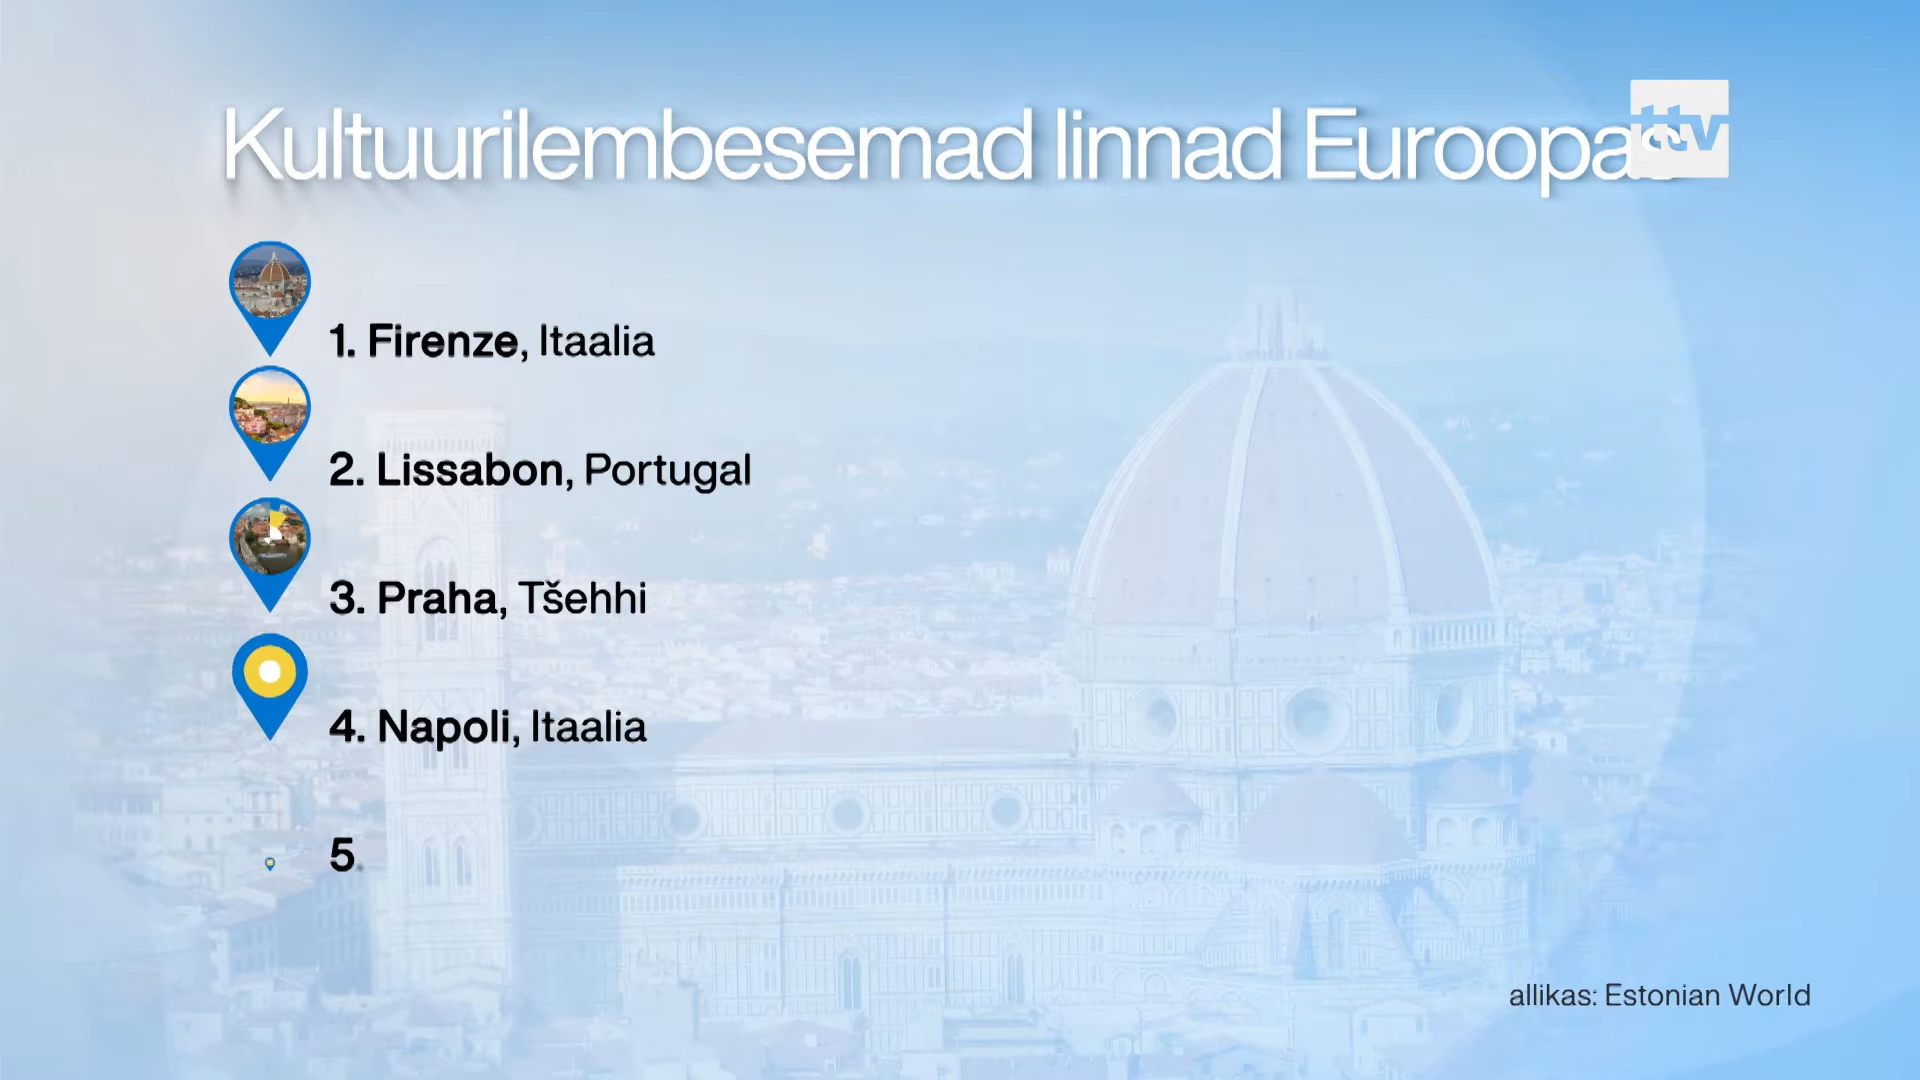 Kultuurilembesemad linnad Euroopas
ttv
1. Firenze, Itaalia
2. Lissabon, Portugal
3. Praha, Tšehhi
4. Napoli, Itaalia
5.
allikas: Estonian World